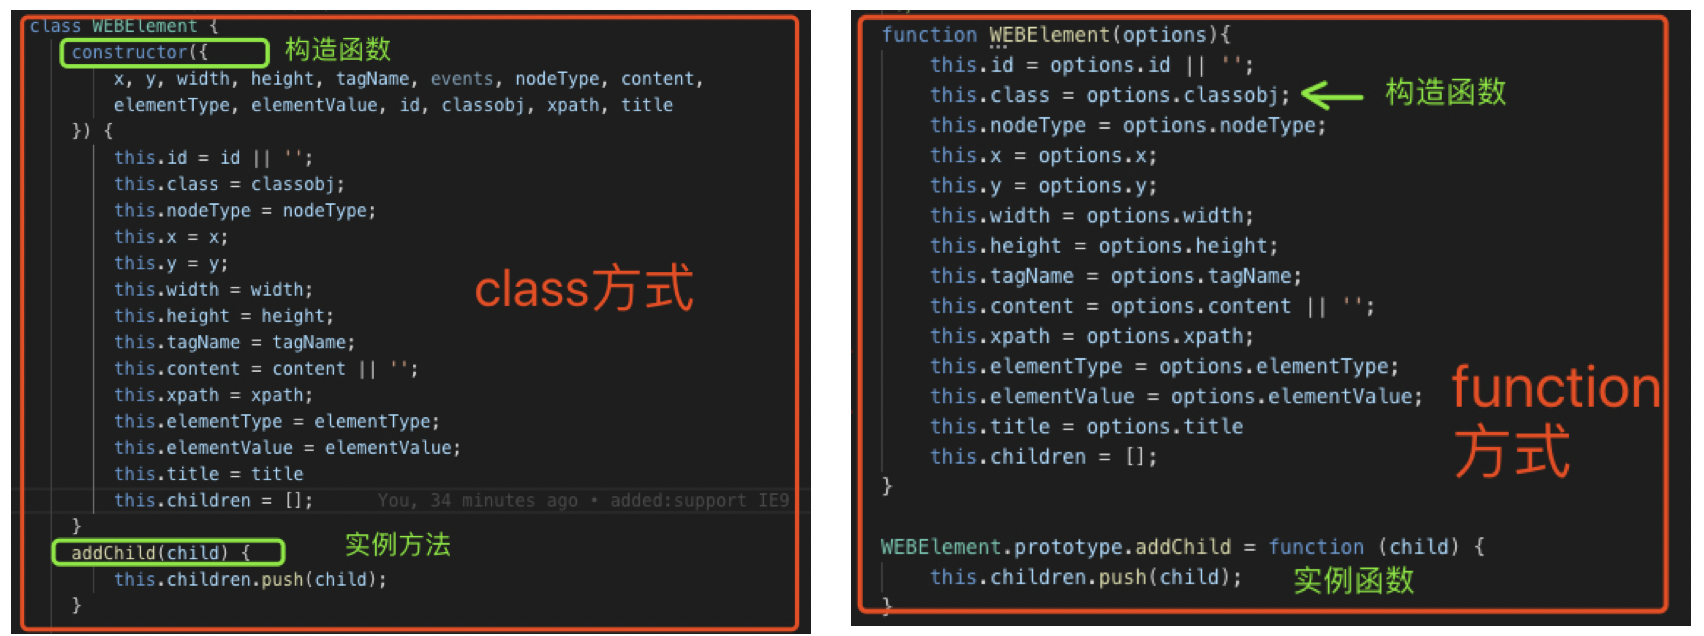 class WEBElement {
constructor({
构造函数
x, y, width, height, tagName, events, nodeType, content,
elementType, elementValue, id, classobj, xpath, title
}) {
this.id = id || '';
this.class = classobj;
this.nodeType = nodeType;
this.x = x;
this.y = y;
this.width = width;
this.height = height;
this.tagName = tagName;
this.content = content || '';
this.xpath = xpath;
this.elementType = elementType;
this.elementValue = elementValue;
this.title = title
this.children = [];
You, 34 minutes ago • added:support IE9
class方式
}
addChild(child) {
实例方法
this.children.push(child);
}
function WEBElement(options){
this.id = options.id || '';
this.class = options.classobj;
构造函数
this.nodeType = options.nodeType;
this.x = options.x;
this.y = options.y;
this.width = options.width;
this.height = options.height;
this.tagName = options.tagName;
this.content = options.content || '';
this.xpath = options.xpath;
this.elementType = options.elementType;
this.elementValue = options.elementValue;
this.title = options.title
this.children = [];
function
方式
}
WEBElement.prototype.addChild = function (child) {
this.children.push(child);
实例函数
}